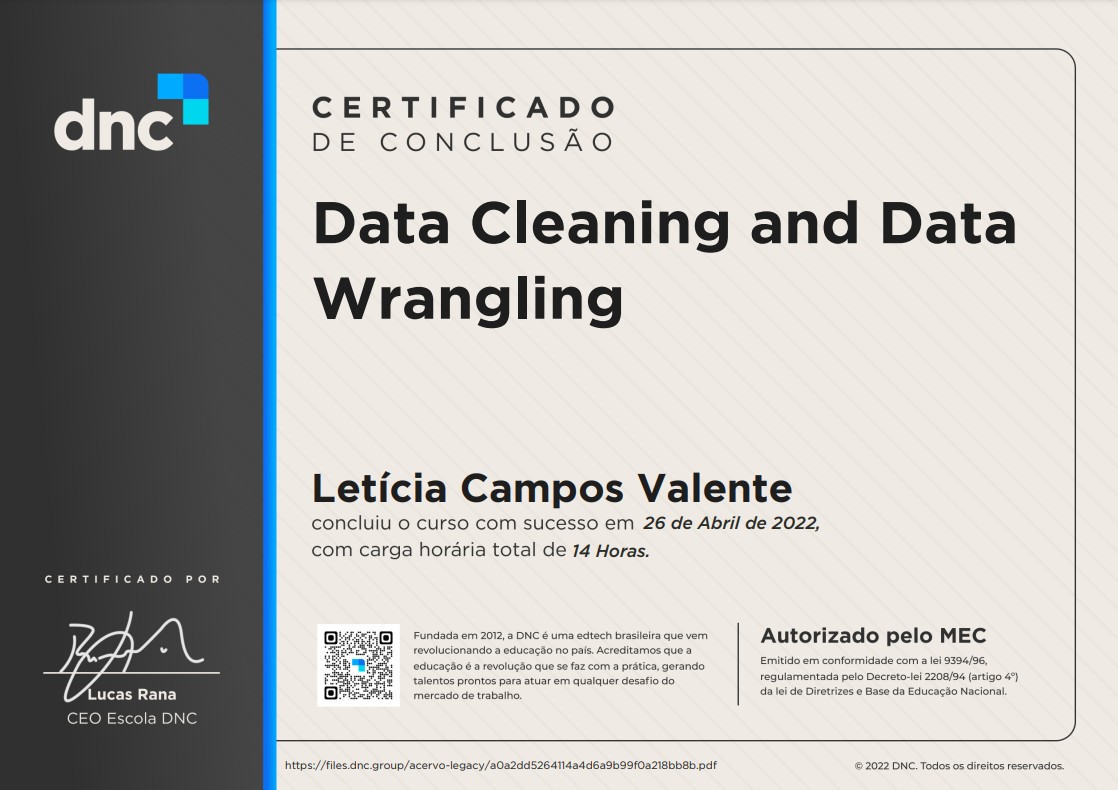 dnc
CERTIFICADO
DE CONCLUSÃO
Data Cleaning and Data
Wrangling
Letícia Campos Valente
concluiu o curso com sucesso em 26 de Abril de 2022,
com carga horária total de 14 Horas.
CERTIFICADO POR
Lucas Rana
CEO Escola DNC
Fundada em 2012, a DNC é uma edtech brasileira que vem
revolucionando a educação no país. Acreditamos que a
educação é a revolução que se faz com a prática, gerando
talentos prontos para atuar em qualquer desafio do
mercado de trabalho.
Autorizado pelo MEC
Emitido em conformidade com a lei 9394/96,
regulamentada pelo Decreto-lei 2208/94 (artigo 4º)
da lei de Diretrizes e Base da Educação Nacional.
https://files.dnc.group/acervo-legacy/a0a2dd5264114a4d6a9b99f0a218bb8b.pdf
© 2022 DNC. Todos os direitos reservados.